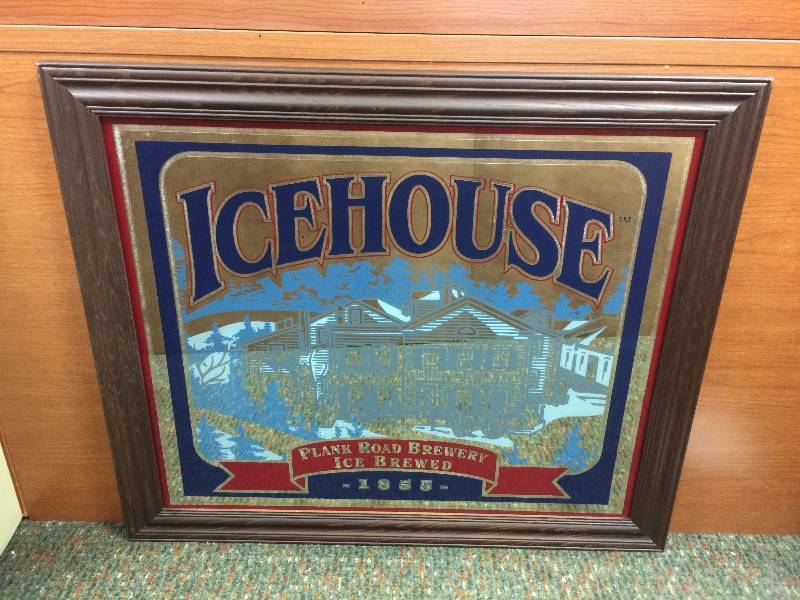 ICEHOUSE™
PLANK ROAD BREWERY
ICE BREWED
- 1855 -